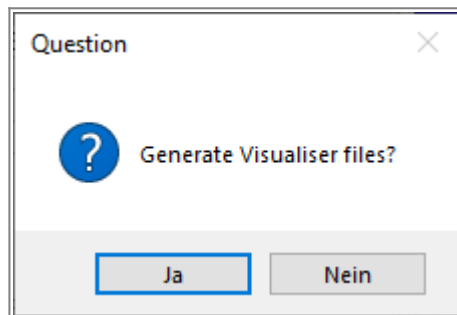 Question
?
Generate Visualiser files?
Ja
Nein